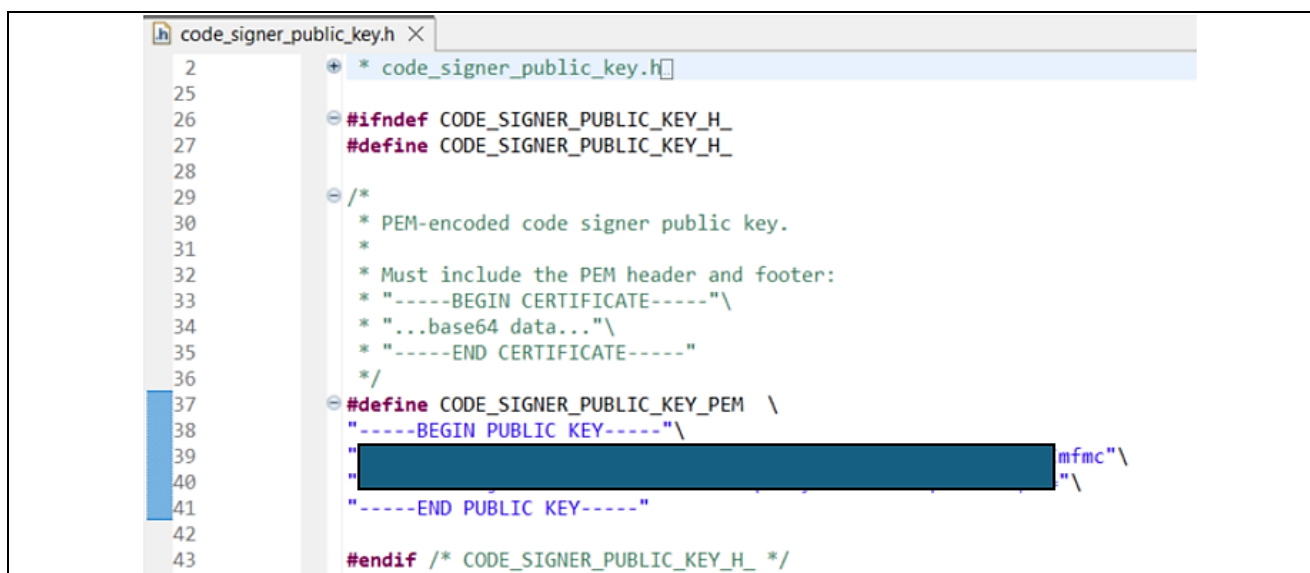 code_signer_public_key.h
2 * code_signer_public_key.h
25
26 #ifndef CODE_SIGNER_PUBLIC_KEY_H_
27 #define CODE_SIGNER_PUBLIC_KEY_H_
28
29 /*
30 * PEM-encoded code signer public key.
31 *
32 * Must include the PEM header and footer:
33 * "-----BEGIN CERTIFICATE-----"\
34 * "...base64 data..."\
35 * "-----END CERTIFICATE-----"
36 */
37 #define CODE_SIGNER_PUBLIC_KEY_PEM \
38 "-----BEGIN PUBLIC KEY-----"\
39 " mfmc"\
40 " "\
41 "-----END PUBLIC KEY-----"
42
43 #endif /* CODE_SIGNER_PUBLIC_KEY_H_ */